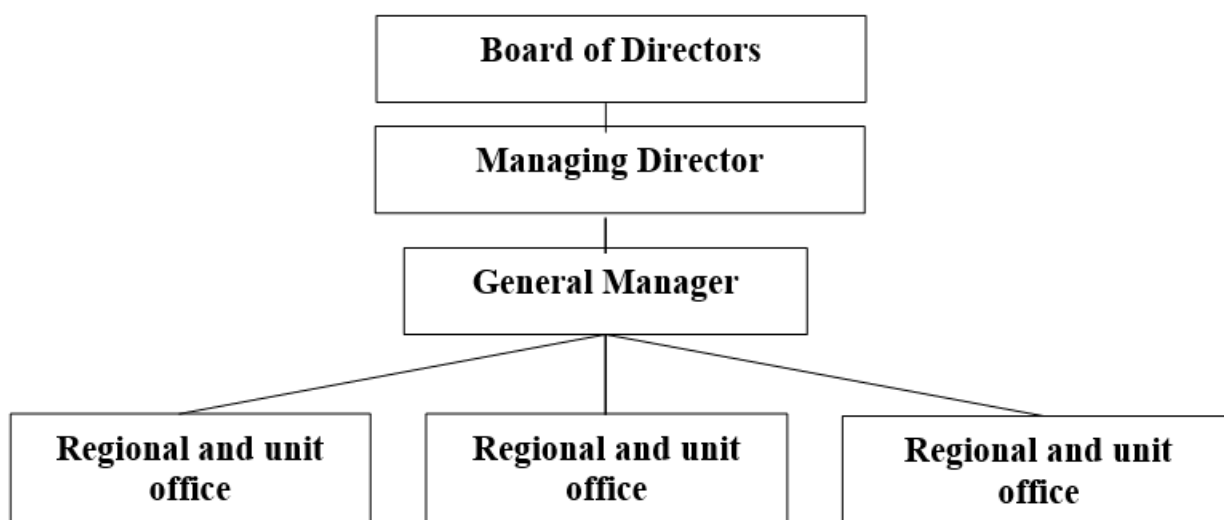 Board of Directors
Managing Director
General Manager
Regional and unit
office
Regional and unit
office
Regional and unit
office